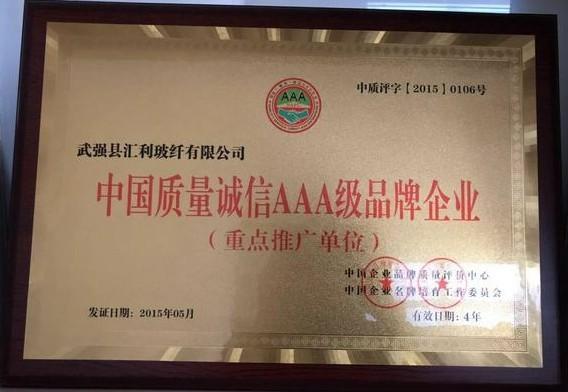 中质评字【2015】0106号
AAA
武强县汇利玻纤有限公司
中国质量诚信AAA级品牌企业
（重点推广单位）
中国企业品牌质量评价中心
中国企业名牌培育工作委员会
发证日期：2015年05月
有效日期：4年